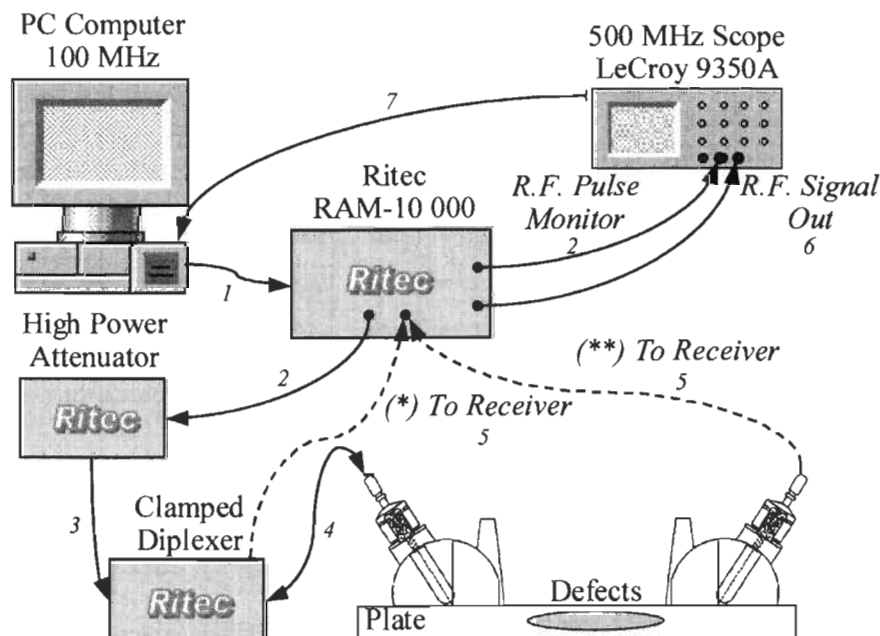 PC Computer
100 MHz
500 MHz Scope
LeCroy 9350A
7
Ritec
RAM-10 000
R.F. Pulse
Monitor
2
R.F. Signal
Out
6
1
Ritec
High Power
Attenuator
Ritec
2
(*) To Receiver
5
(**) To Receiver
5
3
Clamped
Diplexer
4
Ritec
Defects
Plate